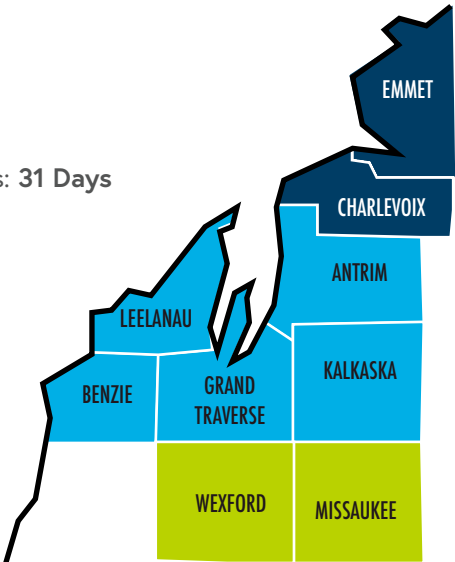 EMMET
s: 31 Days
CHARLEVOIX
ANTRIM
LEELANAU
KALKASKA
BENZIE
GRAND
TRAVERSE
WEXFORD
MISSAUKEE